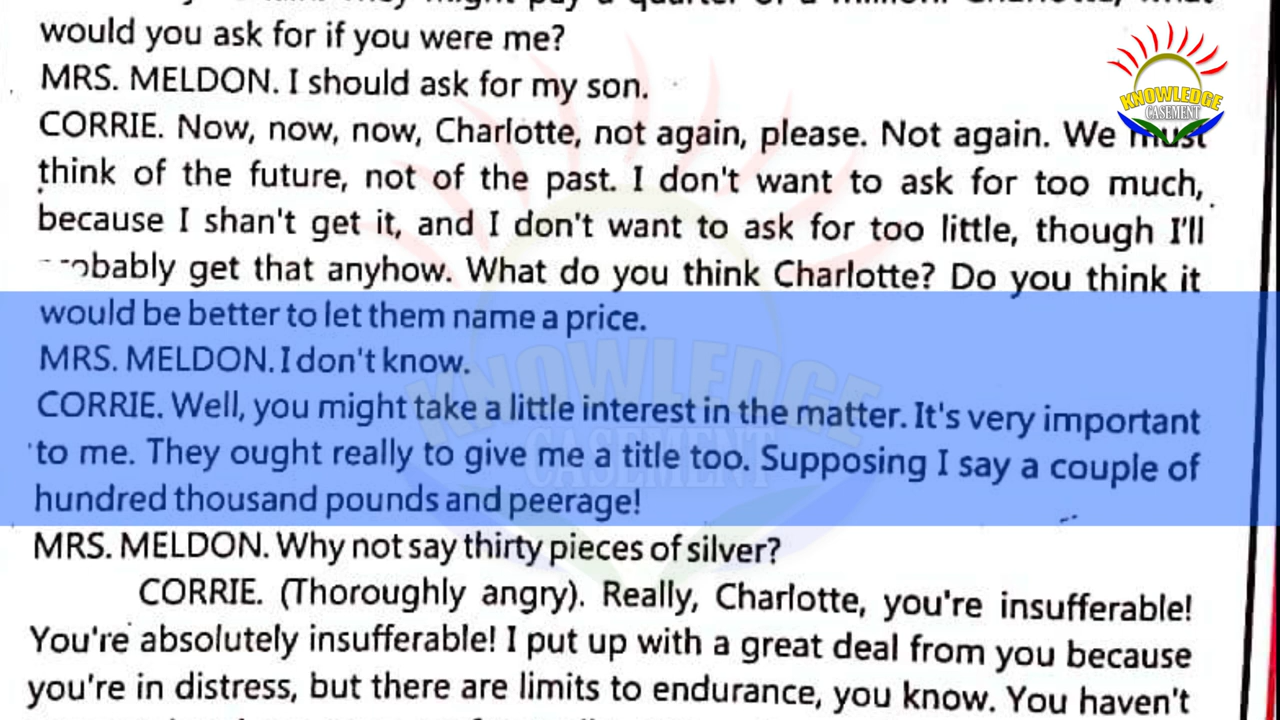 would you ask for if you were me?
MRS. MELDON. I should ask for my son.
CORRIE. Now, now, now, Charlotte, not again, please. Not again. We must
think of the future, not of the past. I don't want to ask for too much,
because I shan't get it, and I don't want to ask for too little, though I'll
get that anyhow. What do you think Charlotte? Do you think it
would be better to let them name a price.
MRS. MELDON. I don't know.
CORRIE. Well, you might take a little interest in the matter. It's very important
to me. They ought really to give me a title too. Supposing I say a couple of
hundred thousand pounds and peerage!
MRS. MELDON. Why not say thirty pieces of silver?
CORRIE. (Thoroughly angry). Really, Charlotte, you're insufferable!
You're absolutely insufferable! I put up with a great deal from you because
you're in distress, but there are limits to endurance, you know. You haven't
KNOWLEDGE
CASEMENT
KNOWLEDGE
CASEMENT